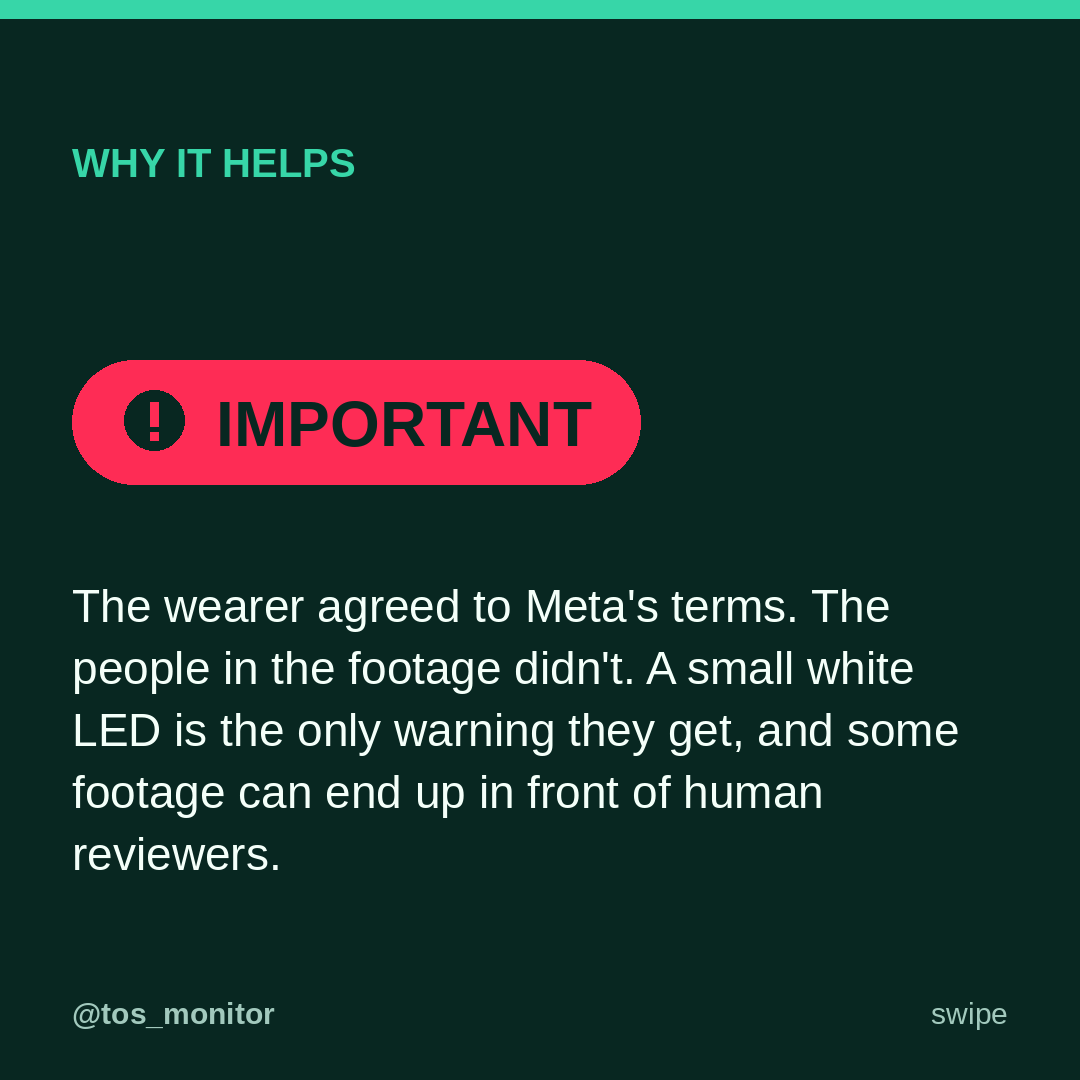 WHY IT HELPS
IMPORTANT
The wearer agreed to Meta's terms. The
people in the footage didn't. A small white
LED is the only warning they get, and some
footage can end up in front of human
reviewers.
@tos_monitor
swipe